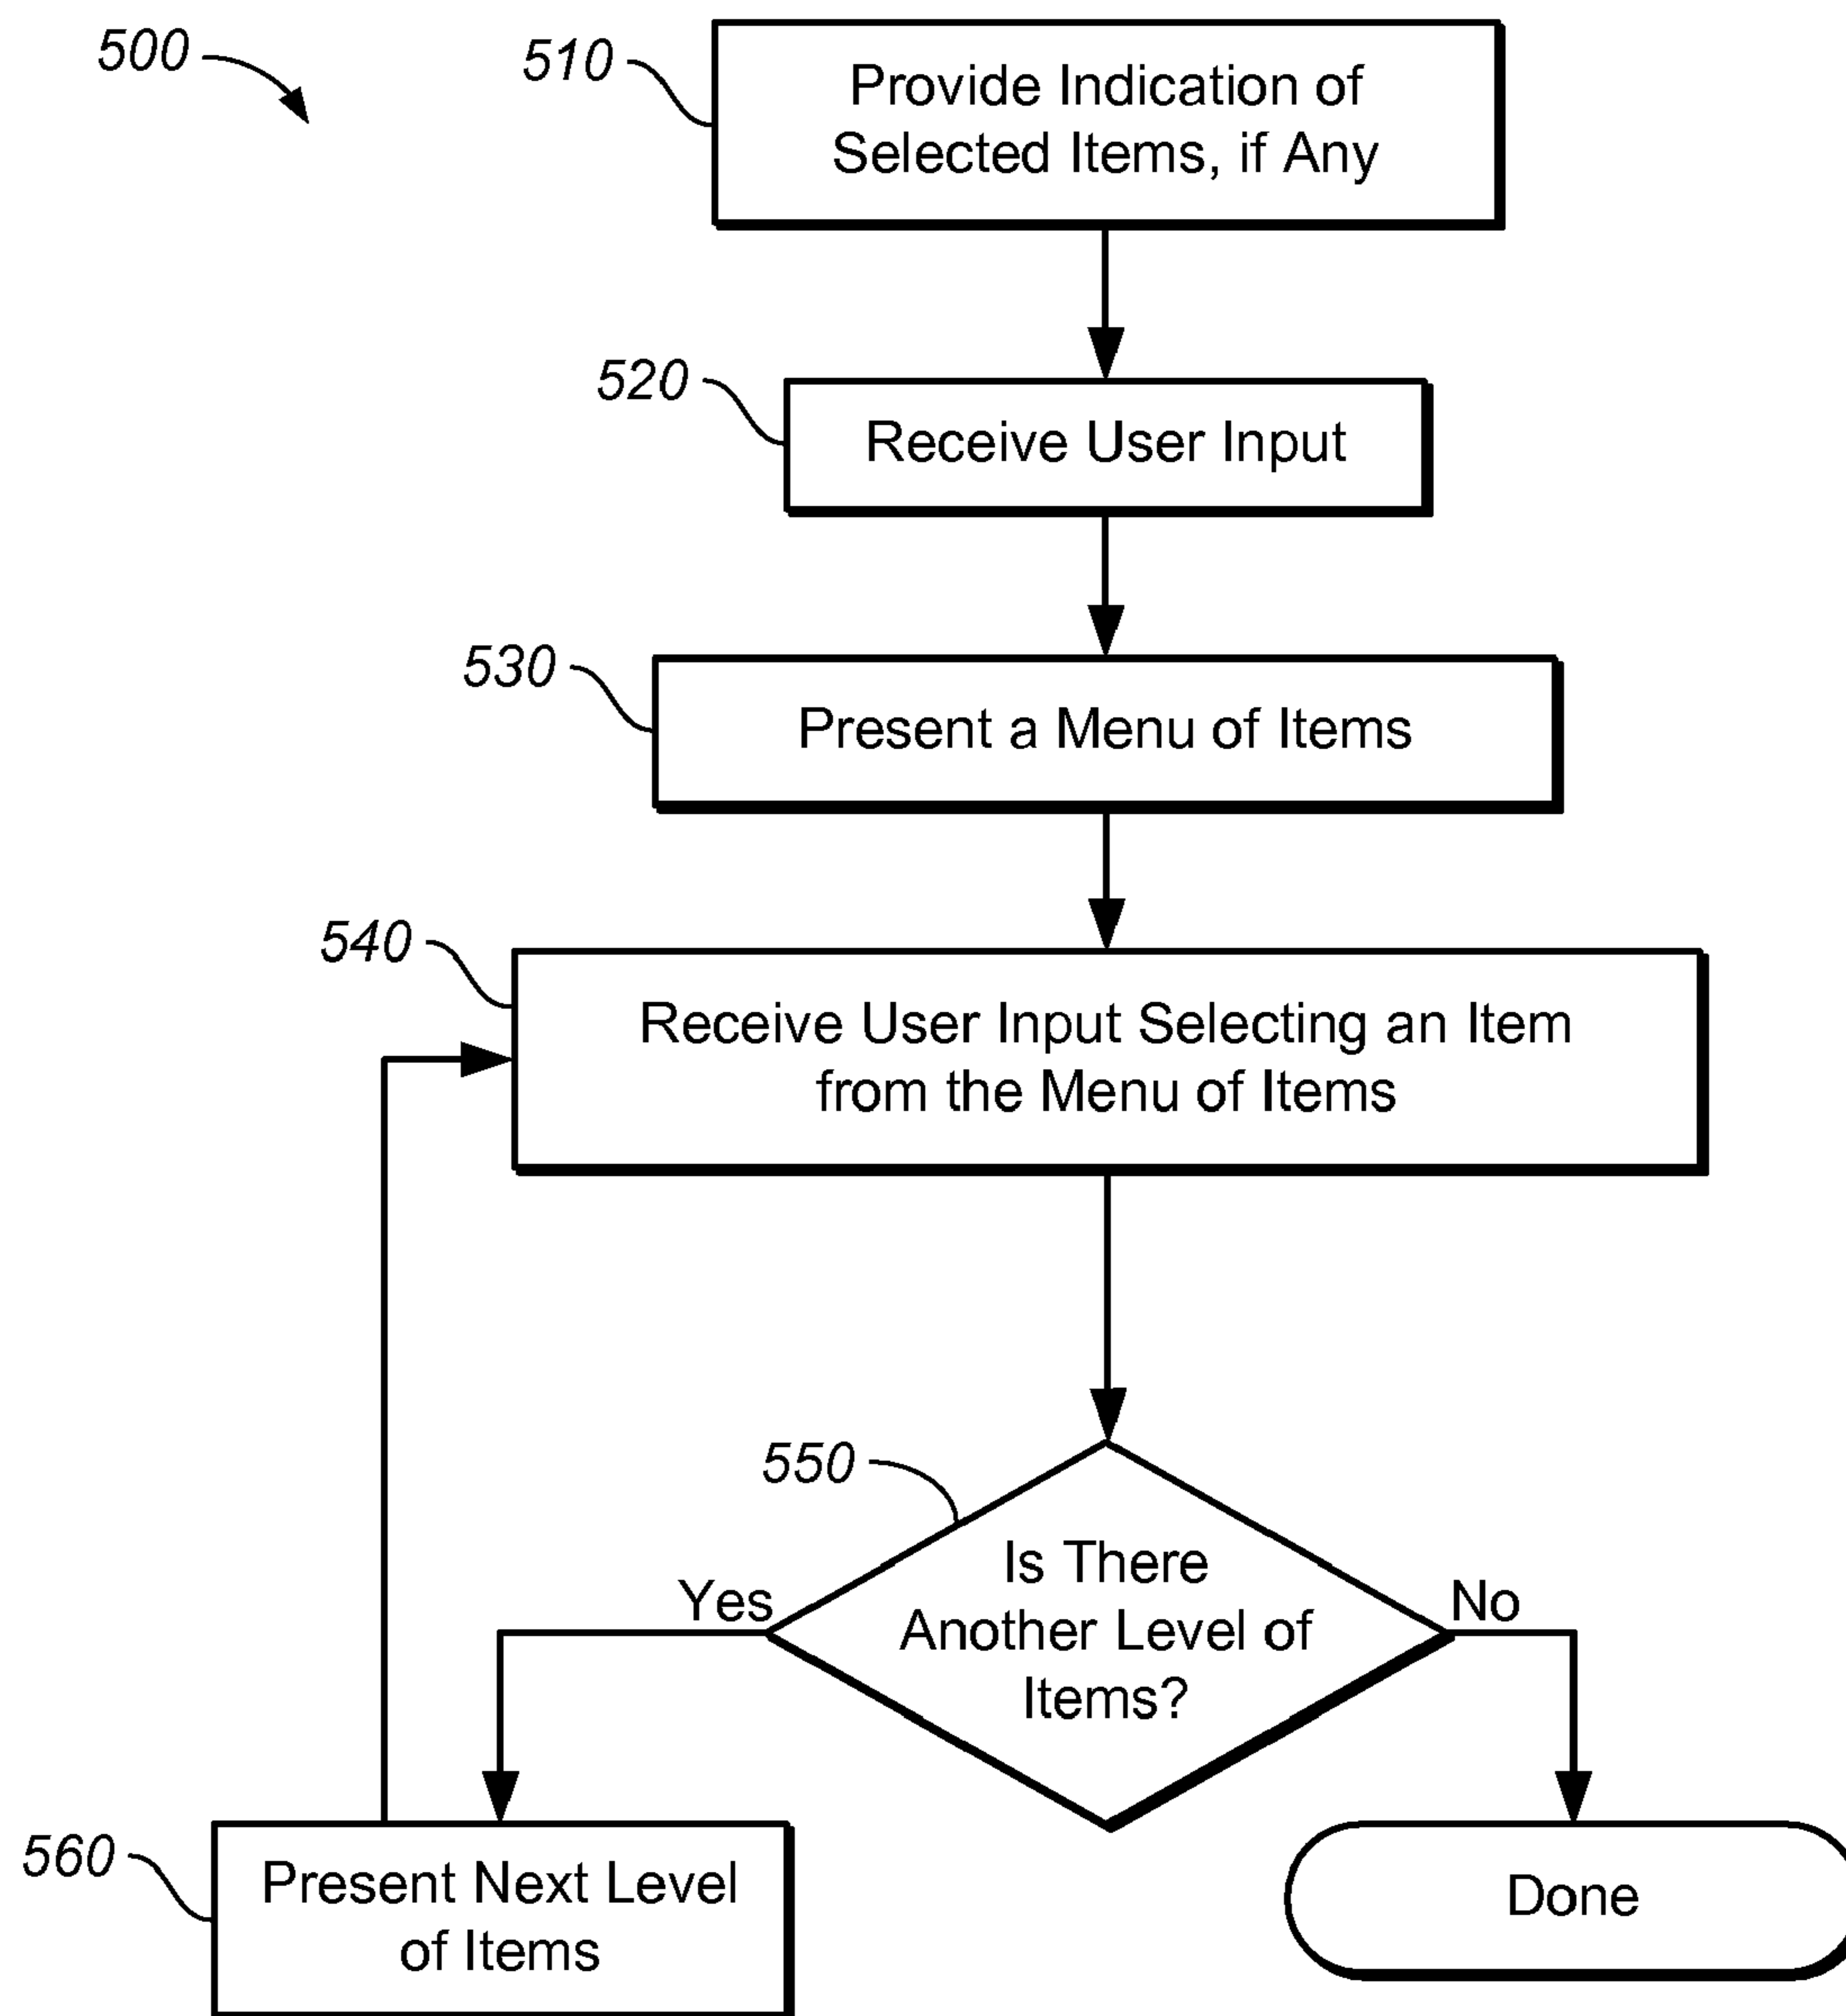 500
510
Provide Indication of
Selected Items, if Any
520
Receive User Input
530
Present a Menu of Items
540
Receive User Input Selecting an Item
from the Menu of Items
550
Is There
Another Level of
Items?
Yes
No
560
Present Next Level
of Items
Done